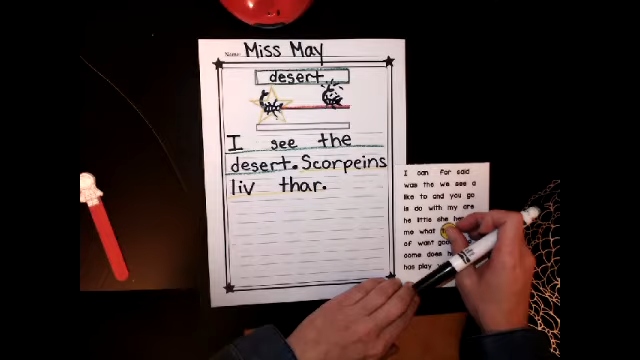 Name: Miss May
desert
I see the
desert. Scorpeins
liv thar.
I can for said
was the we see a
like to and you go
is do with my are
he little she
me what
of want
come does
has play